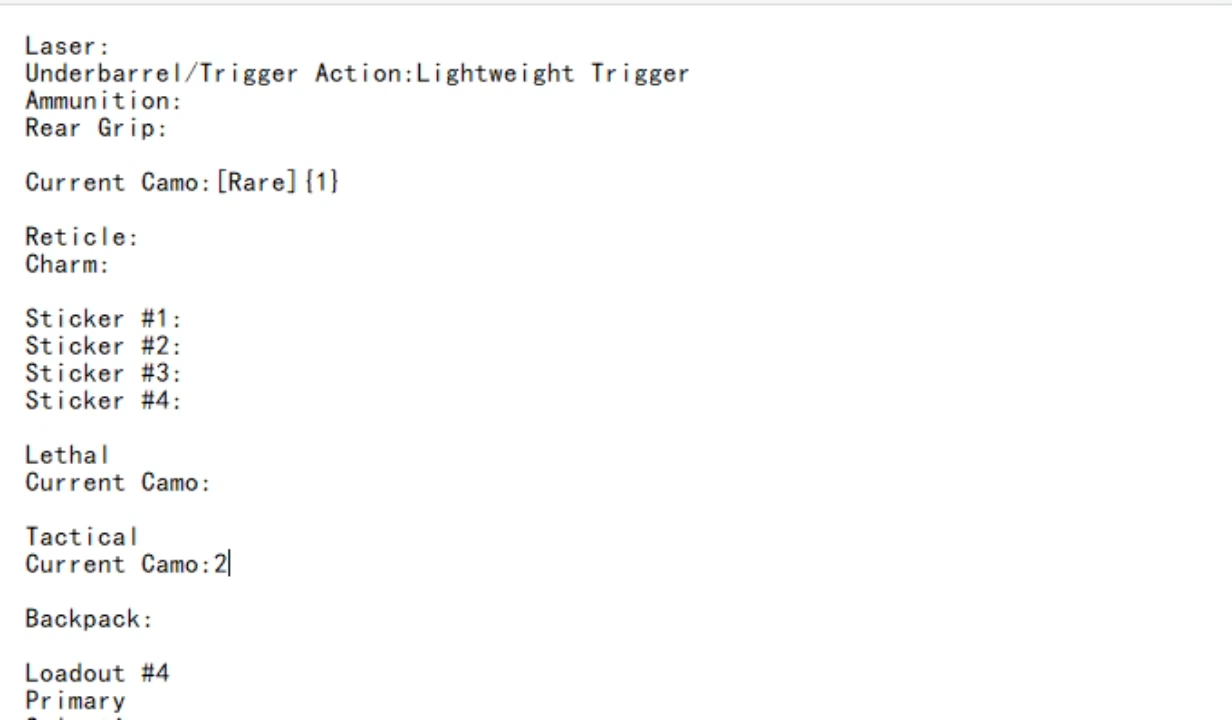 Laser:
Underbarrel/Trigger Action:Lightweight Trigger
Ammunition:
Rear Grip:
Current Camo:[Rare]{1}
Reticle:
Charm:
Sticker #1:
Sticker #2:
Sticker #3:
Sticker #4:
Lethal
Current Camo:
Tactical
Current Camo:2
Backpack:
Loadout #4
Primary